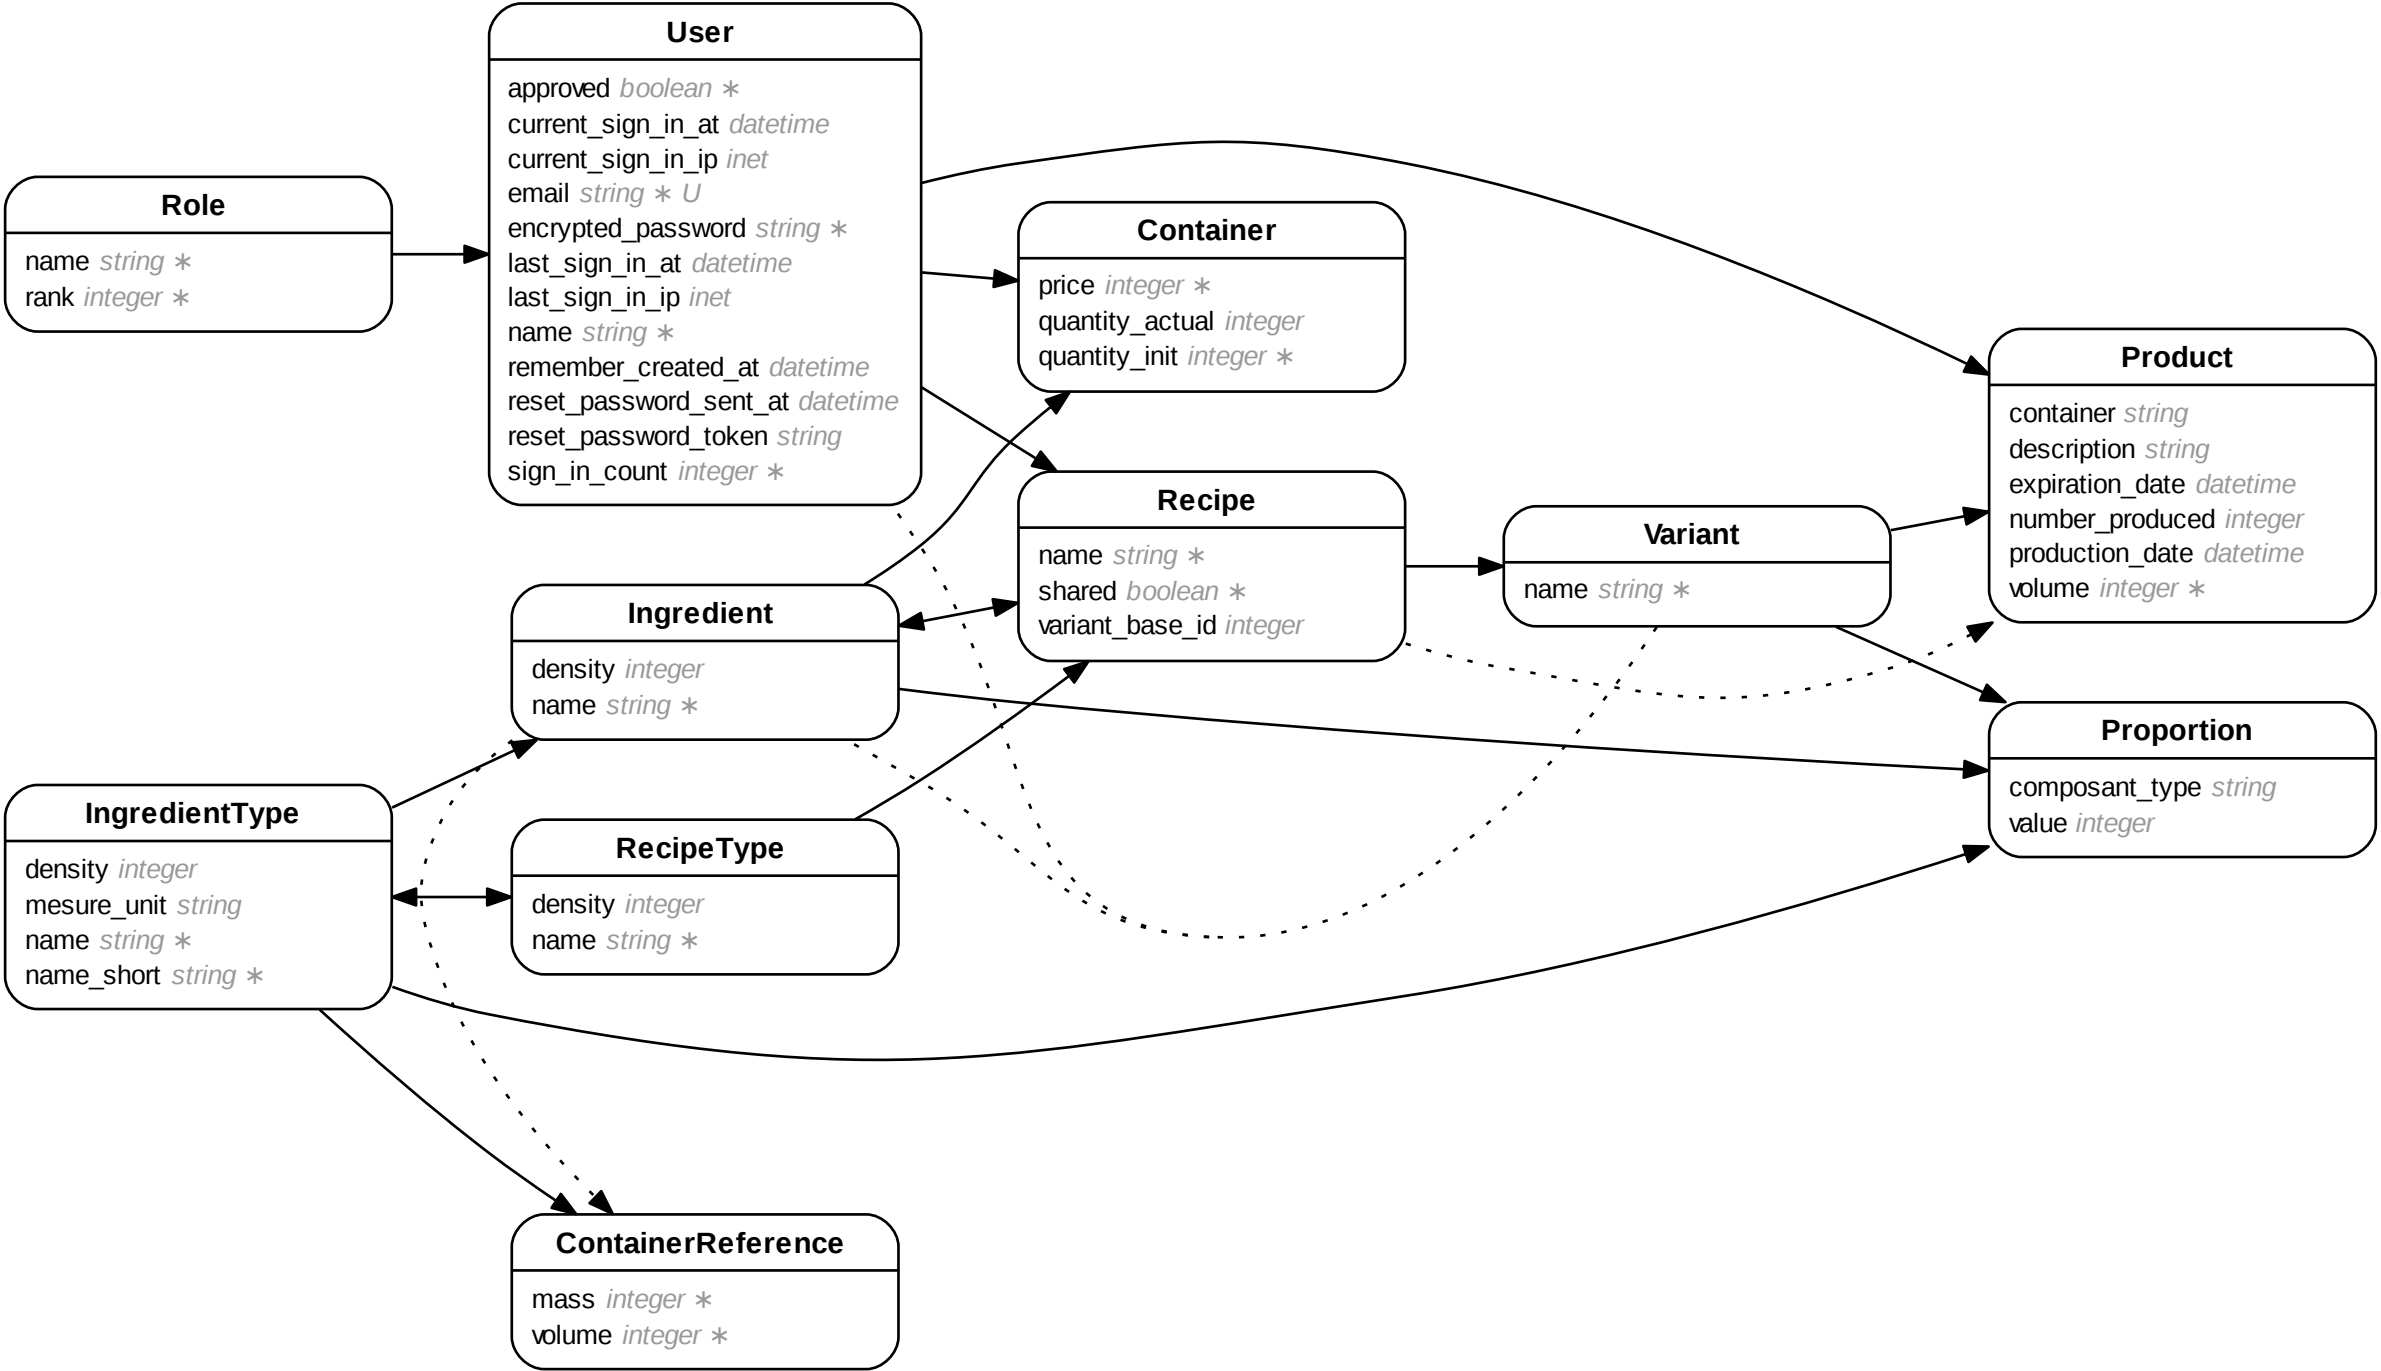 User
approved boolean ∗
current_sign_in_at datetime
current_sign_in_ip inet
email string ∗ U
encrypted_password string ∗
last_sign_in_at datetime
last_sign_in_ip inet
name string ∗
remember_created_at datetime
reset_password_sent_at datetime
reset_password_token string
sign_in_count integer ∗
Role
name string ∗
rank integer ∗
Container
price integer ∗
quantity_actual integer
quantity_init integer ∗
Product
container string
description string
expiration_date datetime
number_produced integer
production_date datetime
volume integer ∗
Recipe
name string ∗
shared boolean ∗
variant_base_id integer
Variant
name string ∗
Ingredient
density integer
name string ∗
Proportion
composant_type string
value integer
IngredientType
density integer
mesure_unit string
name string ∗
name_short string ∗
RecipeType
density integer
name string ∗
ContainerReference
mass integer ∗
volume integer ∗